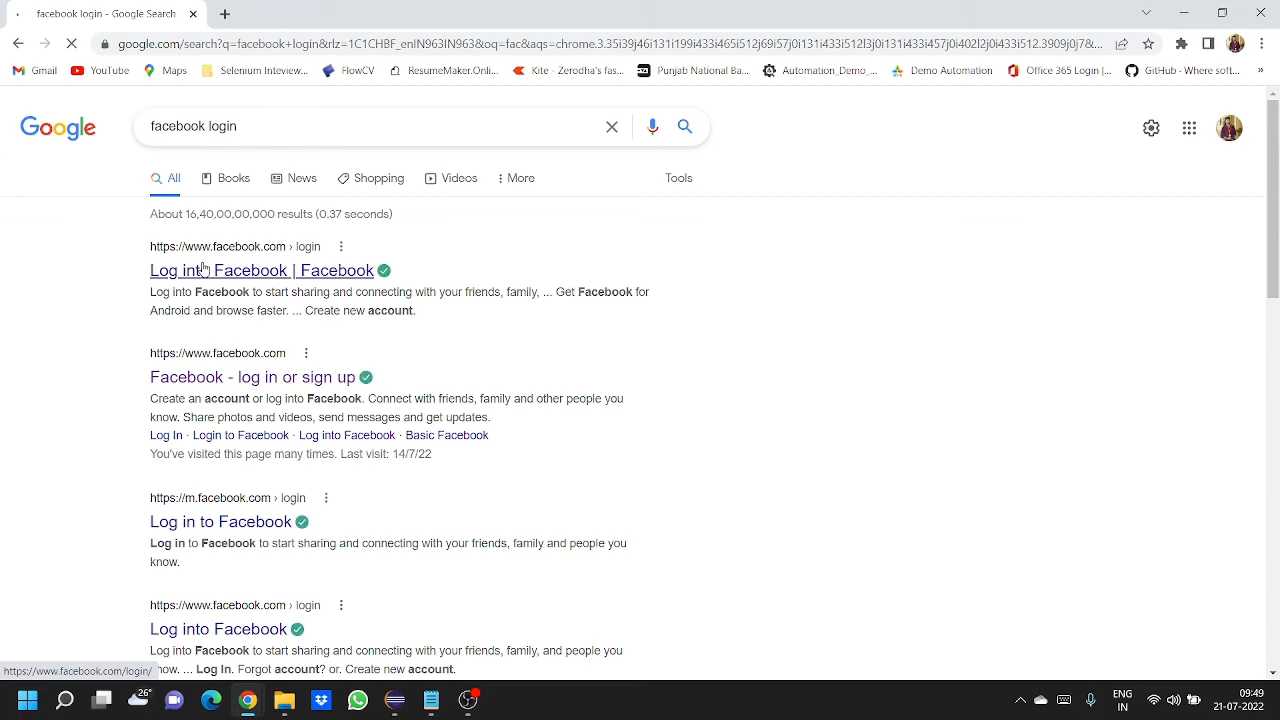 facebook login - Google Search
google.com/search?q=facebook+login&rlz=1C1CHBF_enIN963IN963&oq=fac&aqs=chrome.3.35i39j46i131i199i433i465i512j69i57j0i131i433i512l3j0i131i433i457j0i402l2j0i433i512.3909j0j7&...
Gmail YouTube Maps Selenium Inteview... FlowCV ResumeMaker.Onli... Kite - Zerodha's fas... Punjab National Ba... Automation_Demo_... Demo Automation Office 365 Login |... GitHub · Where soft... »
Google
facebook login
All Books News Shopping Videos More Tools
About 16,40,00,00,000 results (0.37 seconds)
https://www.facebook.com › login
Log into Facebook | Facebook
Log into Facebook to start sharing and connecting with your friends, family, ... Get Facebook for
Android and browse faster. ... Create new account.
https://www.facebook.com
Facebook - log in or sign up
Create an account or log into Facebook. Connect with friends, family and other people you
know. Share photos and videos, send messages and get updates.
Log In · Login to Facebook · Log into Facebook · Basic Facebook
You've visited this page many times. Last visit: 14/7/22
https://m.facebook.com › login
Log in to Facebook
Log in to Facebook to start sharing and connecting with your friends, family and people you
know.
https://www.facebook.com › login
Log into Facebook
Log into Facebook to start sharing and connecting with your friends, family, and people you
know. ... Log In. Forgot account? or. Create new account.
https://www.facebook.com/login/
26°
ENG
IN
09:49
21-07-2022